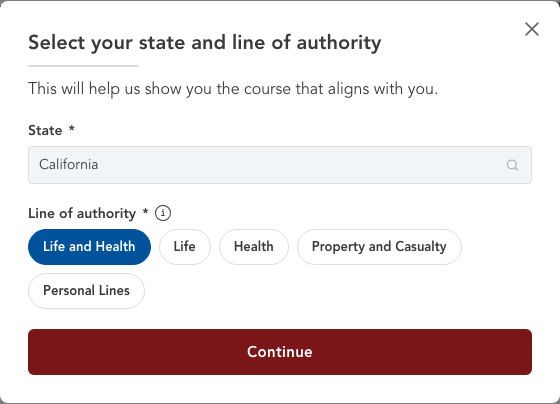 Select your state and line of authority
This will help us show you the course that aligns with you.
State *
California
Line of authority *
Life and Health Life Health Property and Casualty
Personal Lines
Continue